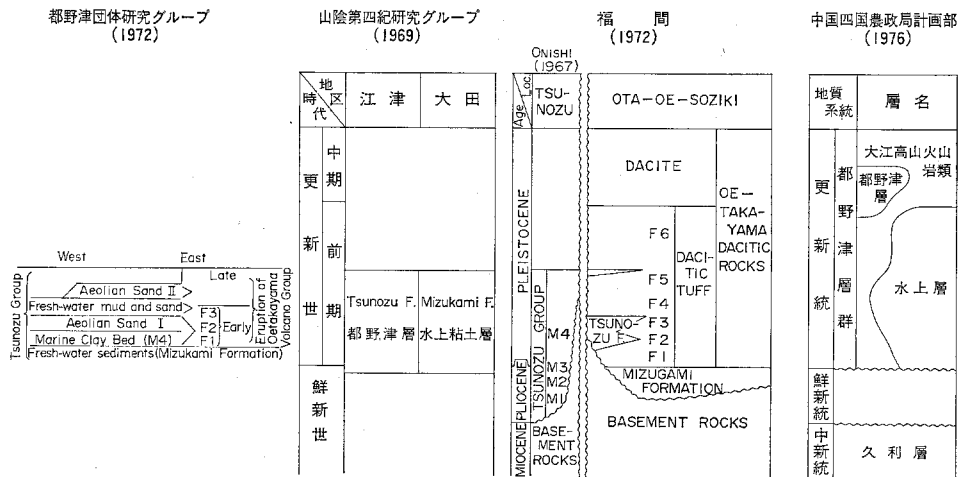 都野津団体研究グループ
(1972)
West
East
Late
Tsunozu Group
Aeolian Sand II
Fresh-water mud and sand
Aeolian Sand I
Marine Clay Bed (M4)
Fresh-water sediments (Mizukami Formation)
F3
F2
F1
Early
Eruption of
Oetakayama
Volcano Group
山陰第四紀研究グループ
(1969)
地区
時代
江津
大田
更新世
中期
前期
鮮新世
Tsunozu F.
都野津層
Mizukami F.
水上粘土層
福間
(1972)
ONISHI
(1967)
Age
Loc.
TSU-
NOZU
OTA-OE-SOZIKI
PLEISTOCENE
PLIOCENE
MIOCENE
TSUNOZU GROUP
M4
M3
M2
M1
BASE-
MENT
ROCKS
DACITE
F6
F5
F4
F3
F2
F1
TSUNO-
ZU F.
DACI-
TIC
TUFF
OE-
TAKA-
YAMA
DACITIC
ROCKS
MIZUGAMI
FORMATION
BASEMENT ROCKS
中国四国農政局計画部
(1976)
地質
系統
層名
更新統
都野津層群
大江高山火山
岩類
都野津
層
水上層
鮮新統
中新統
久利層